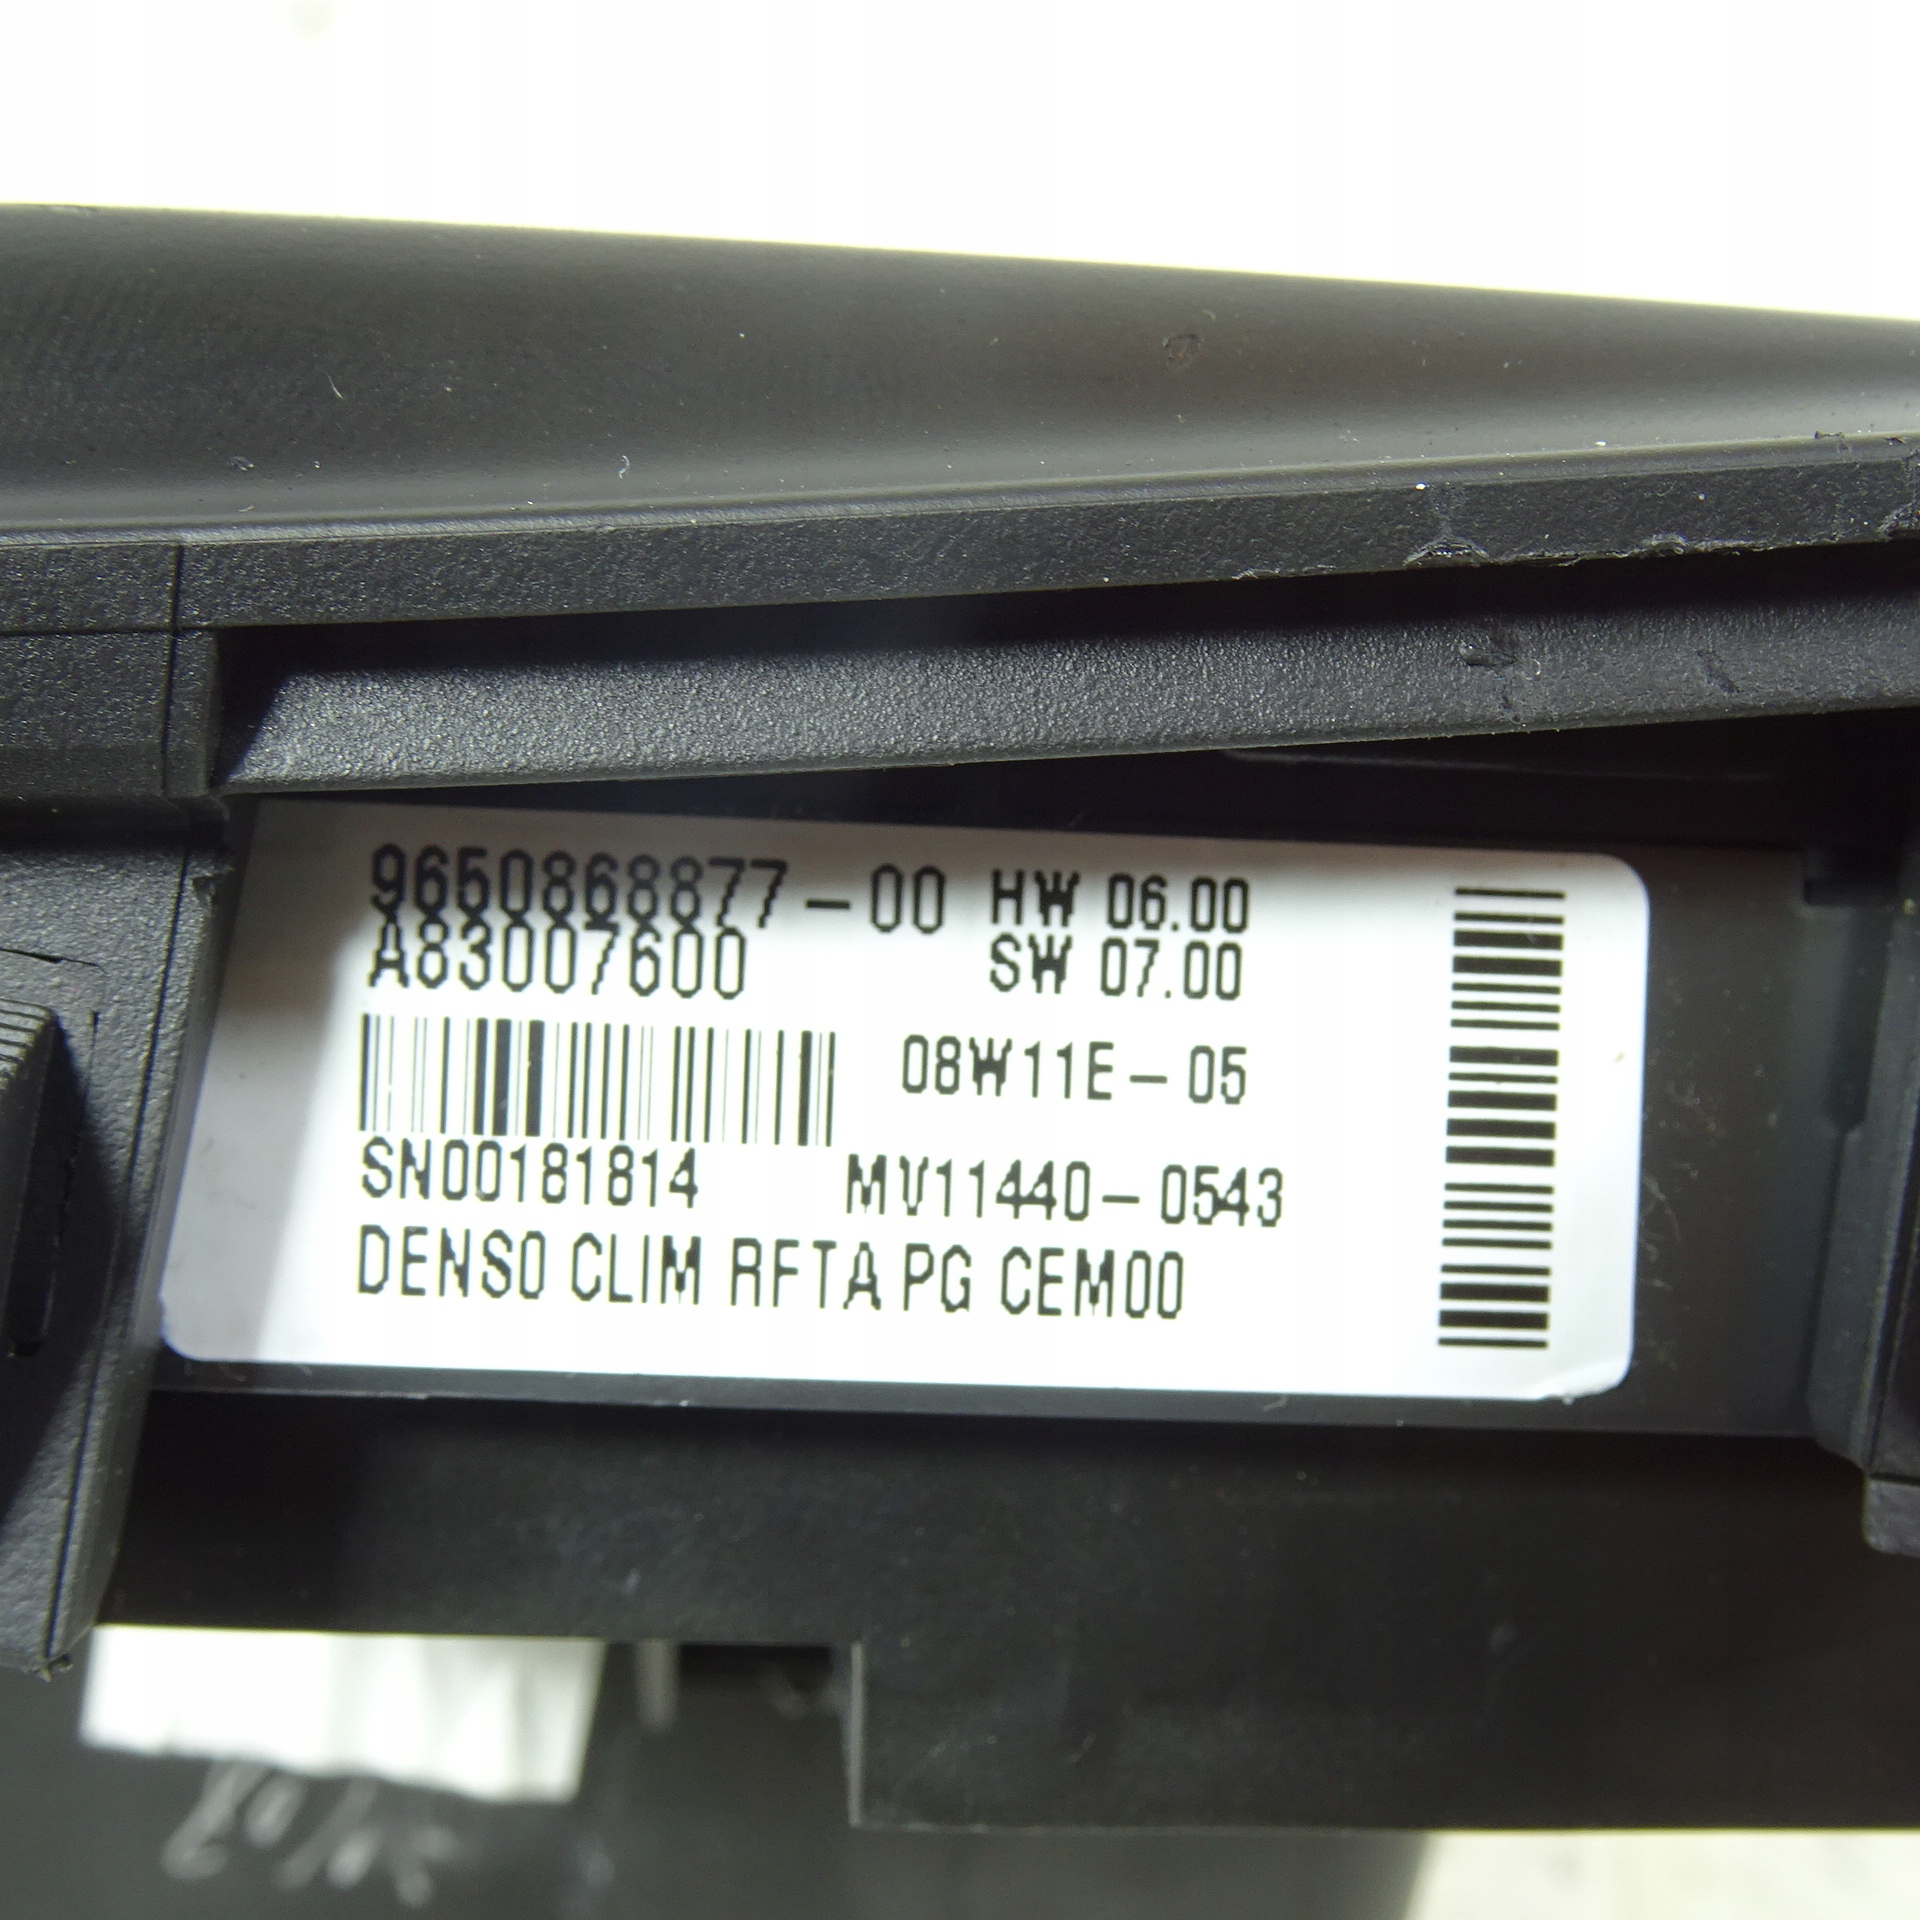 9650868877-00 HW 06.00
A83007600 SW 07.00
08W11E-05
SN00181814 MV11440-0543
DENSO CLIM RFTA PG CEM00